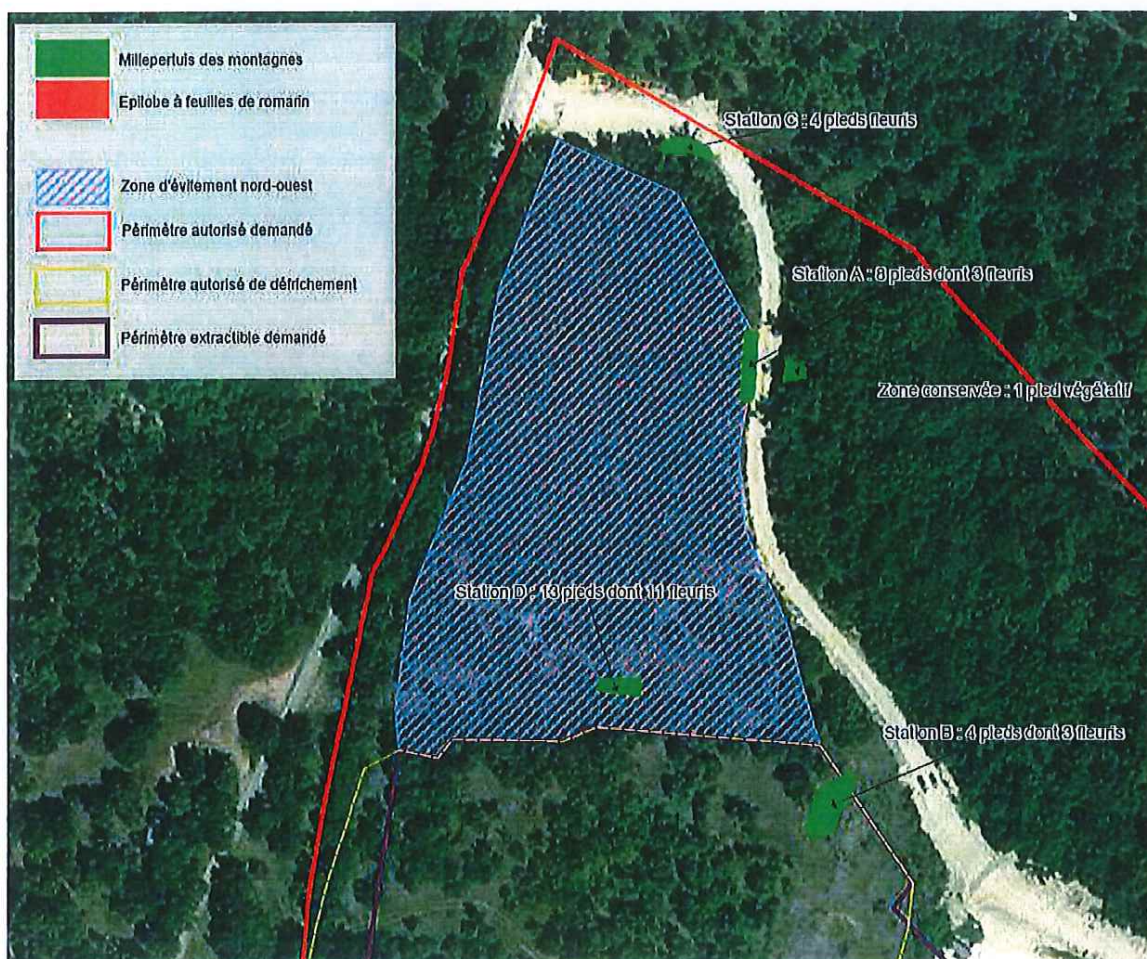 Millepertuis des montagnes
Epilobe à feuilles de romarin
Zone d'évitement nord-ouest
Périmètre autorisé demandé
Périmètre autorisé de défrichement
Périmètre extractible demandé
Station C : 4 pieds fleuris
Station A : 8 pieds dont 3 fleuris
Zone conservée : 1 pied végétatif
Station D : 13 pieds dont 11 fleuris
Station B : 4 pieds dont 3 fleuris